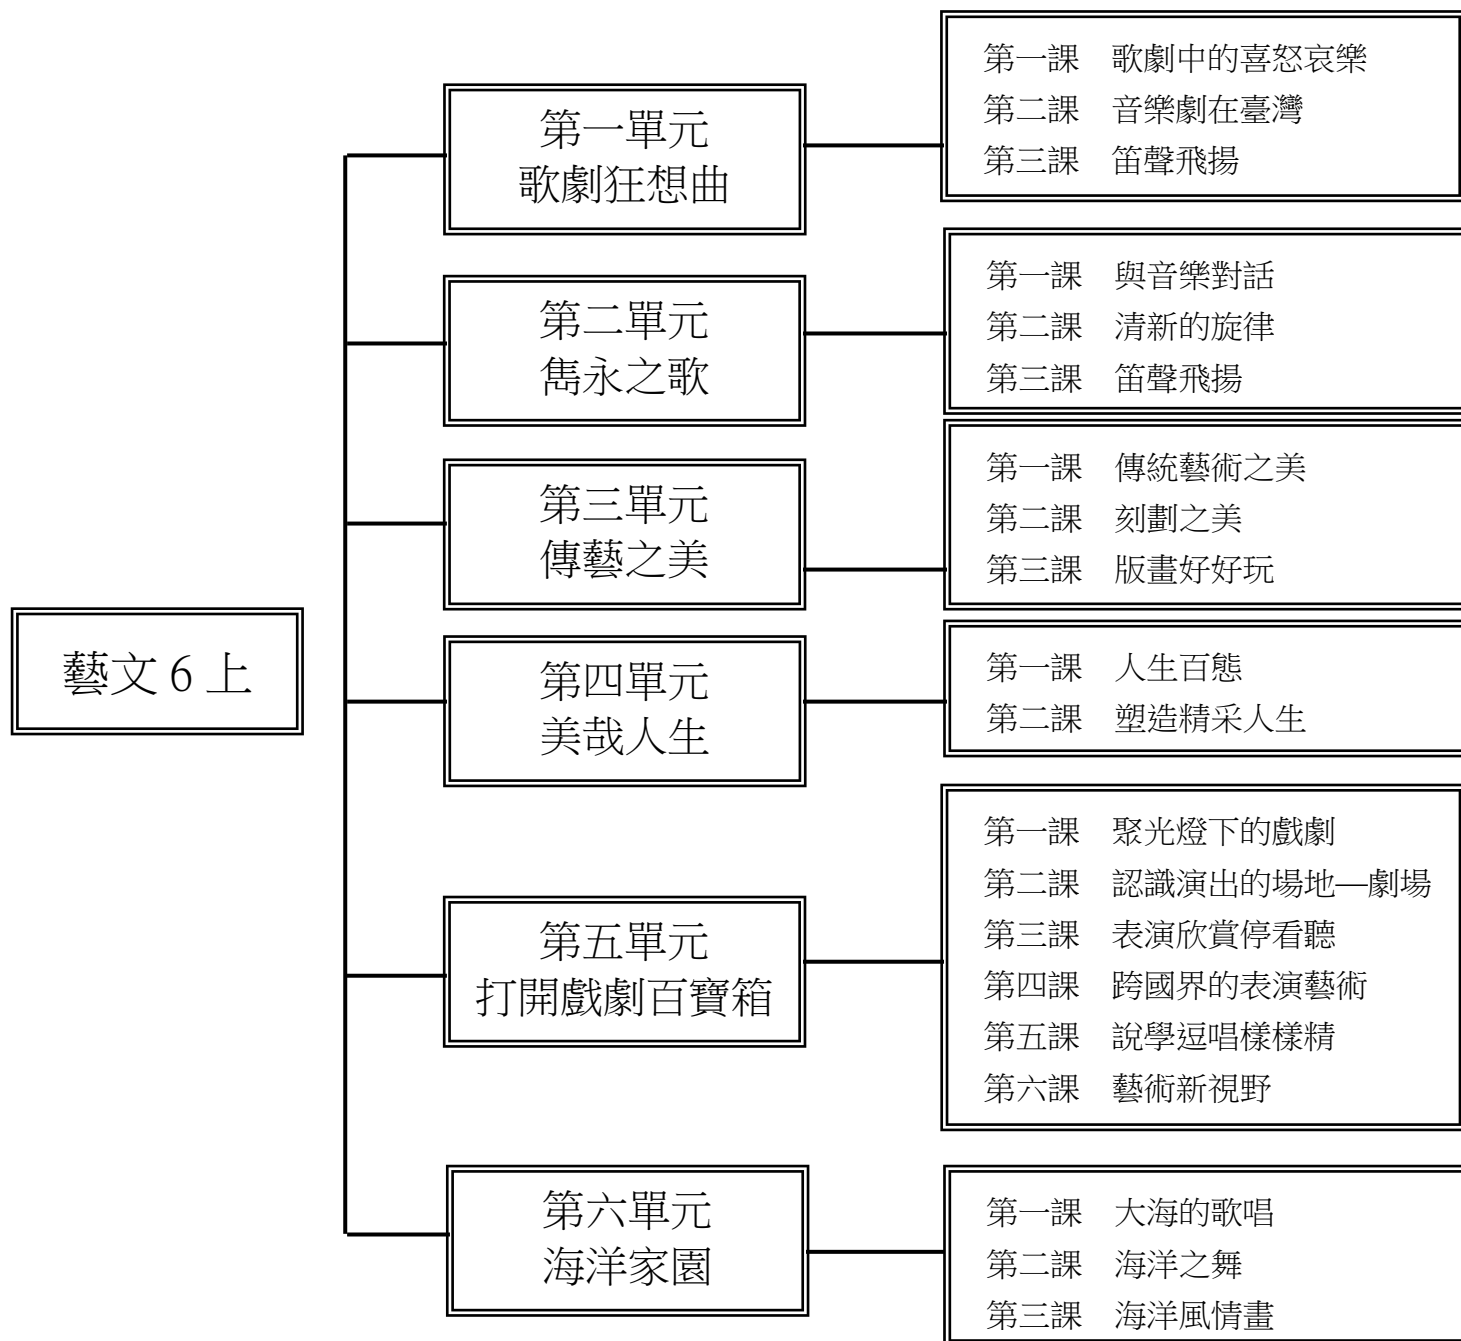 藝文 6 上
第一單元
歌劇狂想曲
第一課　歌劇中的喜怒哀樂
第二課　音樂劇在臺灣
第三課　笛聲飛揚
第二單元
雋永之歌
第一課　與音樂對話
第二課　清新的旋律
第三課　笛聲飛揚
第三單元
傳藝之美
第一課　傳統藝術之美
第二課　刻劃之美
第三課　版畫好好玩
第四單元
美哉人生
第一課　人生百態
第二課　塑造精采人生
第五單元
打開戲劇百寶箱
第一課　聚光燈下的戲劇
第二課　認識演出的場地—劇場
第三課　表演欣賞停看聽
第四課　跨國界的表演藝術
第五課　說學逗唱樣樣精
第六課　藝術新視野
第六單元
海洋家園
第一課　大海的歌唱
第二課　海洋之舞
第三課　海洋風情畫